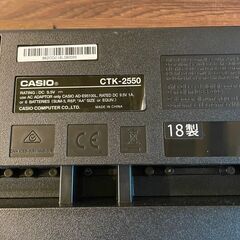 CASIO
CTK-2550
RATING : DC 9.5V
use AC ADAPTOR only CASIO AD-E95100L, RATED DC 9.5V 1A,
or 6 BATTERIES (SUM-3, R6P, "AA" SIZE or EQUIV.)
CASIO COMPUTER CO.,LTD.
MADE IN CHINA
18製